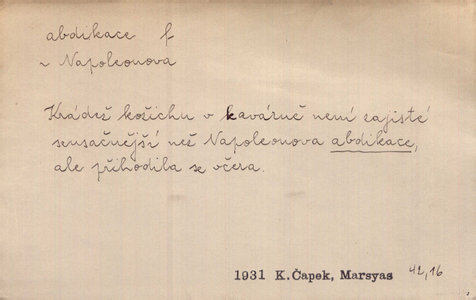 abdikace f
~ Napoleonova
Krádež kožichu v kavárně není zajisté
sensačnější než Napoleonova abdikace,
ale přihodila se včera.
1931 K.Čapek, Marsyas 42,16